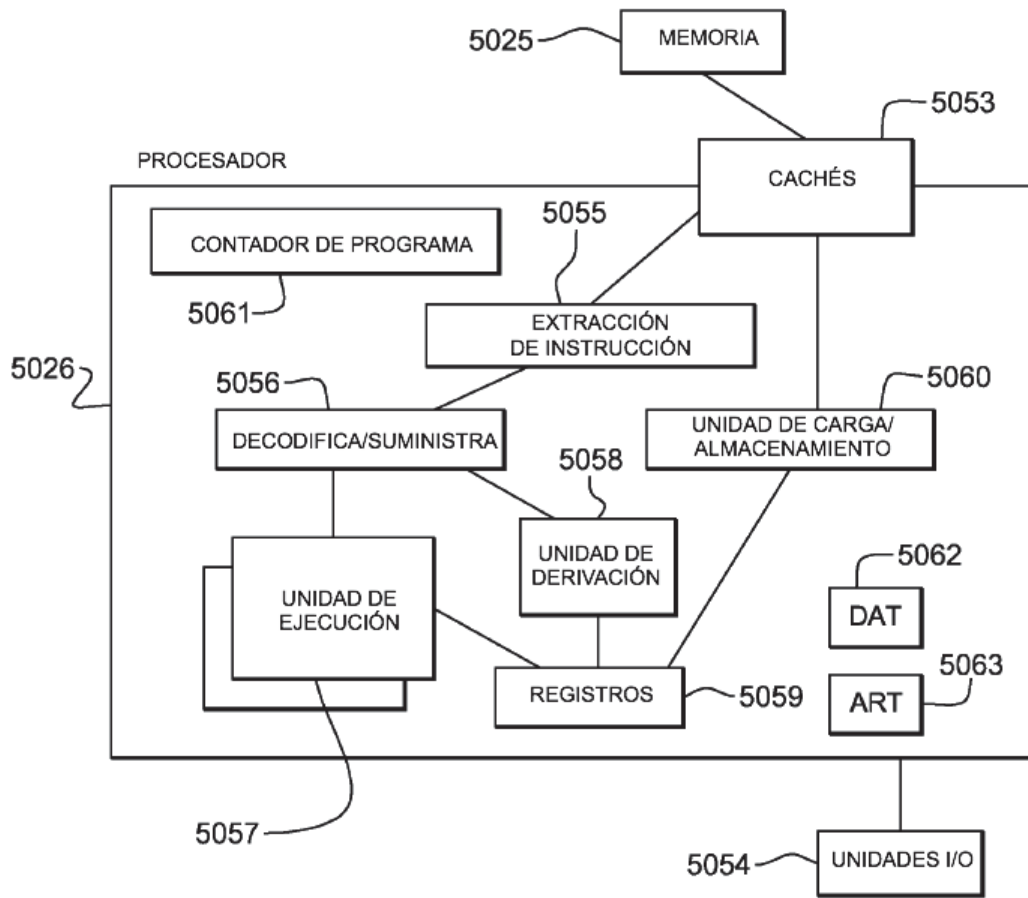 MEMORIA
5025
5053
PROCESADOR
CACHÉS
5055
CONTADOR DE PROGRAMA
5061
EXTRACCIÓN
DE INSTRUCCIÓN
5026
5056
5060
DECODIFICA/SUMINISTRA
UNIDAD DE CARGA/
ALMACENAMIENTO
5058
UNIDAD DE
DERIVACIÓN
5062
UNIDAD DE
EJECUCIÓN
DAT
5063
REGISTROS
5059
ART
5057
5054
UNIDADES I/O